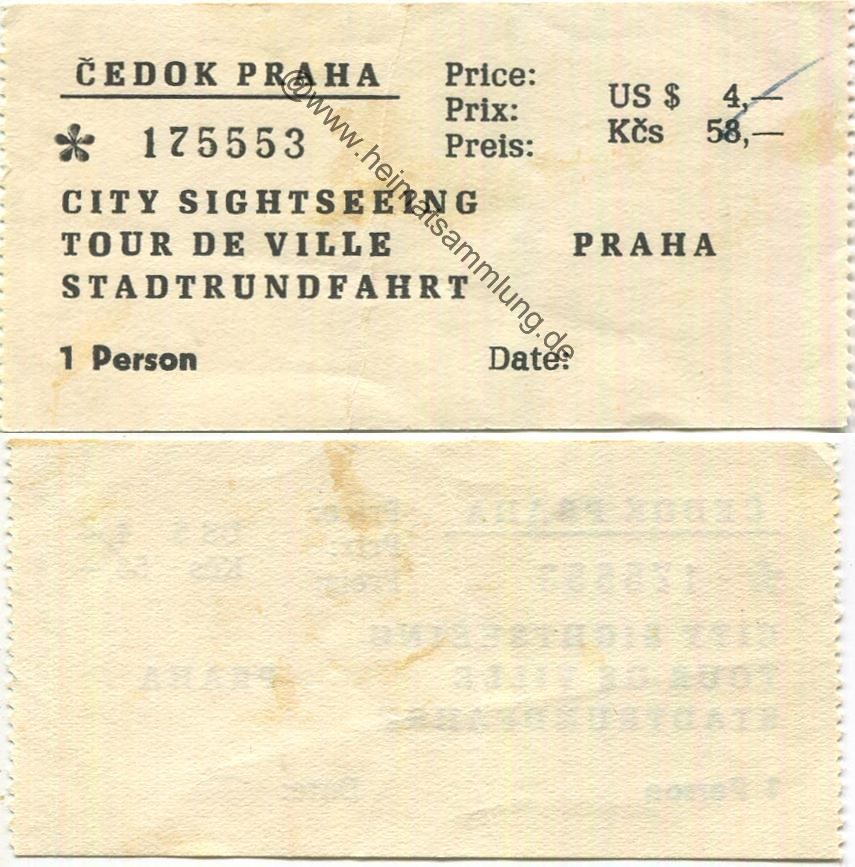 ČEDOK PRAHA
Price:
Prix:
Preis:
US $ 4,—
Kčs 58,—
* 175553
CITY SIGHTSEEING
TOUR DE VILLE
STADTRUNDFAHRT
PRAHA
1 Person
Date:
@www.heimatsammlung.de